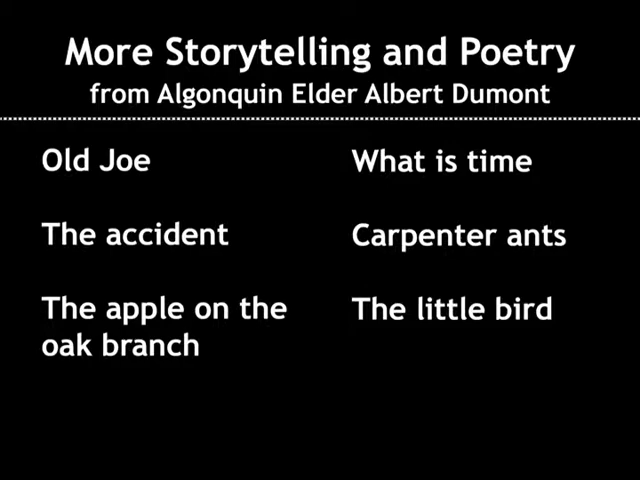 More Storytelling and Poetry
from Algonquin Elder Albert Dumont
Old Joe
The accident
The apple on the
oak branch
What is time
Carpenter ants
The little bird